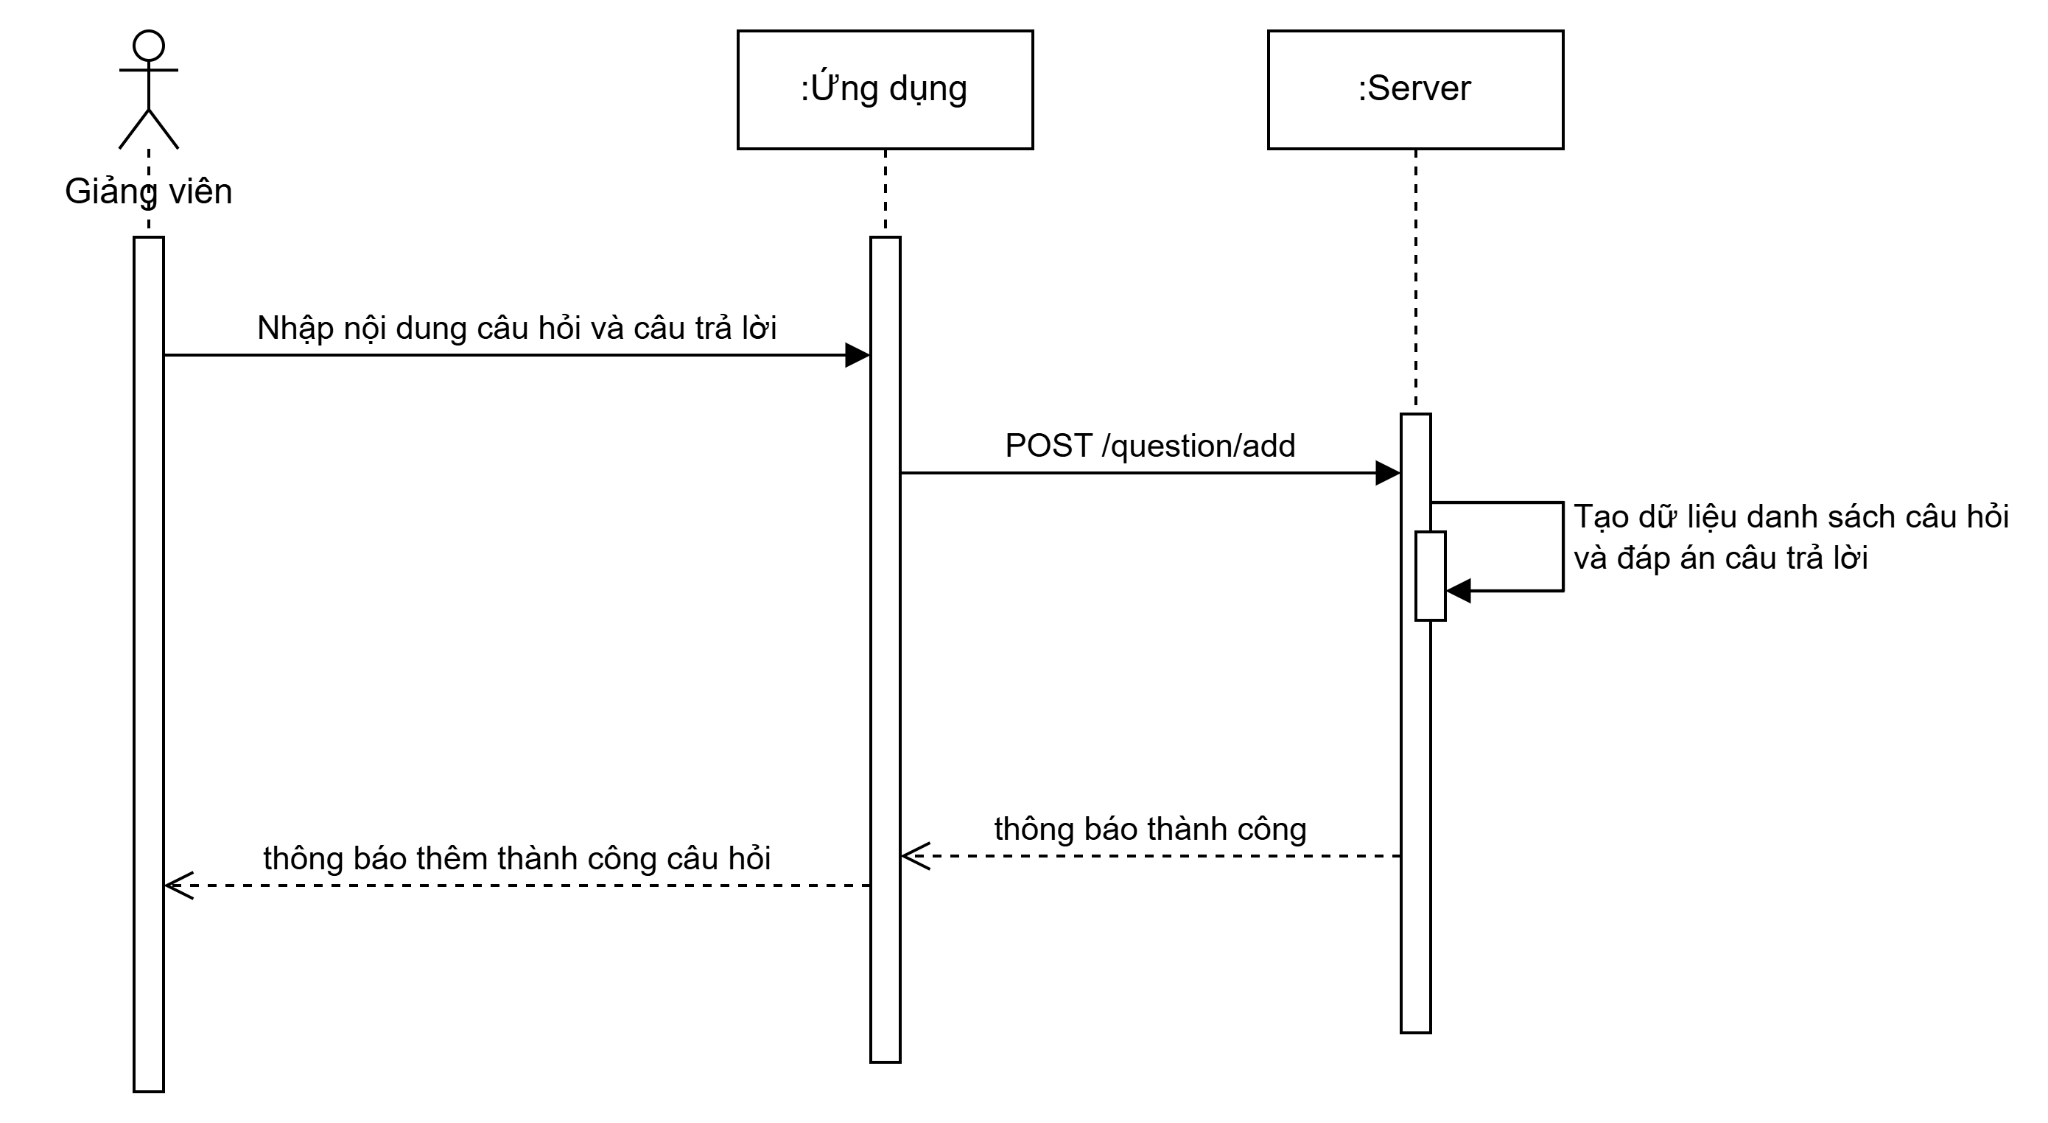 :Ứng dụng
:Server
Giảng viên
Nhập nội dung câu hỏi và câu trả lời
POST /question/add
Tạo dữ liệu danh sách câu hỏi
và đáp án câu trả lời
thông báo thành công
thông báo thêm thành công câu hỏi